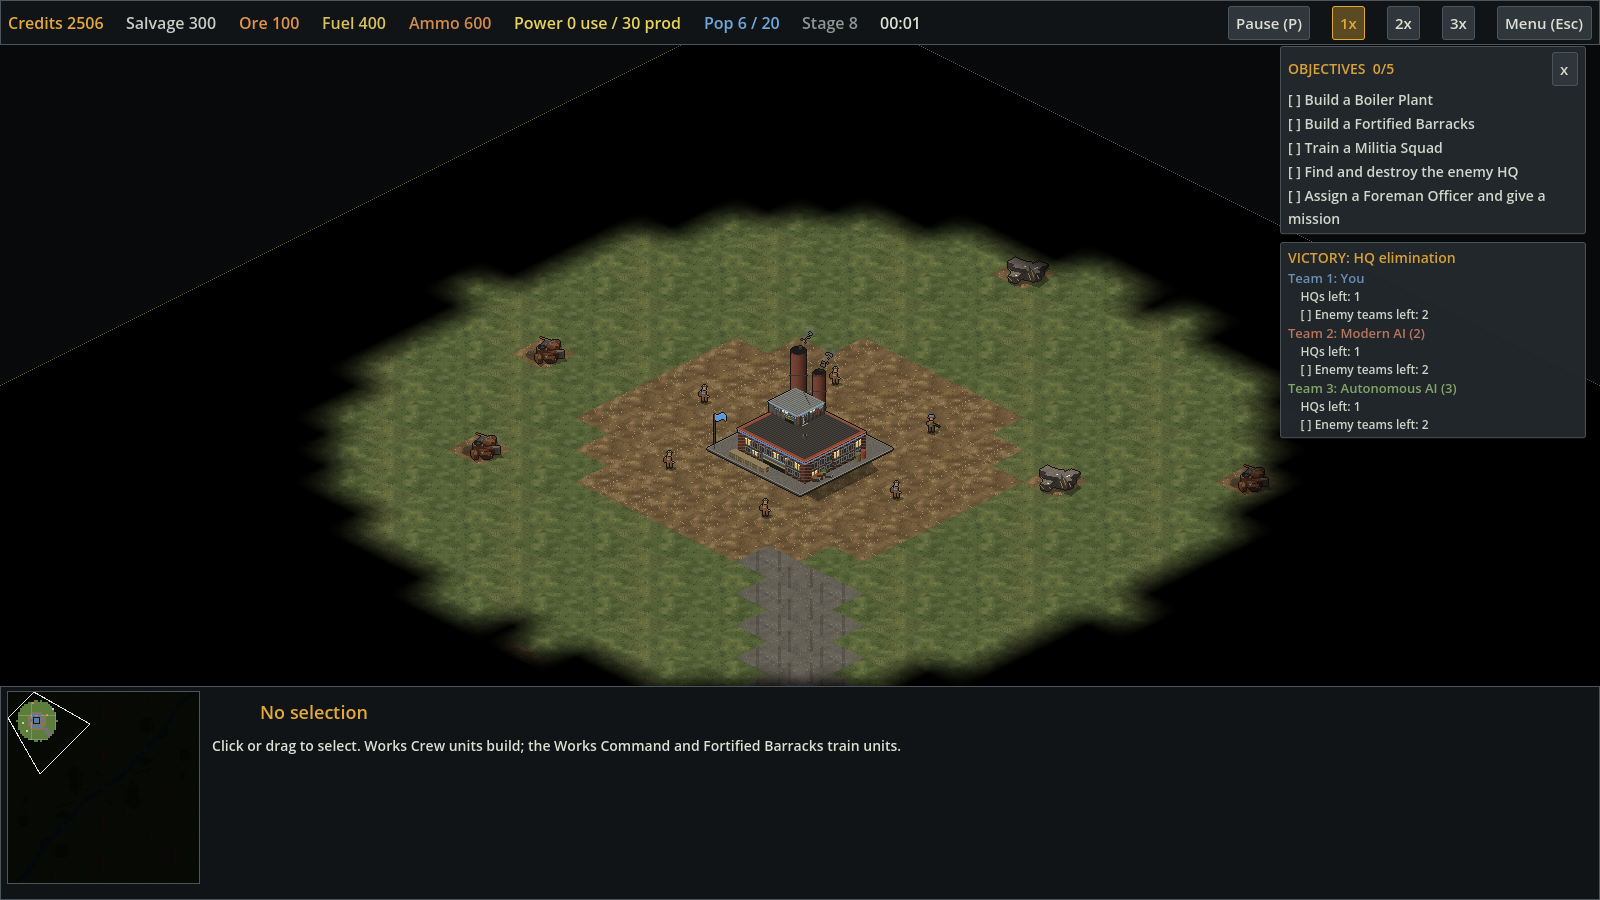 Credits 2506 Salvage 300 Ore 100 Fuel 400 Ammo 600 Power 0 use / 30 prod Pop 6 / 20 Stage 8 00:01 Pause (P) 1x 2x 3x Menu (Esc)
OBJECTIVES 0/5 x
[ ] Build a Boiler Plant
[ ] Build a Fortified Barracks
[ ] Train a Militia Squad
[ ] Find and destroy the enemy HQ
[ ] Assign a Foreman Officer and give a
mission
VICTORY: HQ elimination
Team 1: You
HQs left: 1
[ ] Enemy teams left: 2
Team 2: Modern AI (2)
HQs left: 1
[ ] Enemy teams left: 2
Team 3: Autonomous AI (3)
HQs left: 1
[ ] Enemy teams left: 2
No selection
Click or drag to select. Works Crew units build; the Works Command and Fortified Barracks train units.